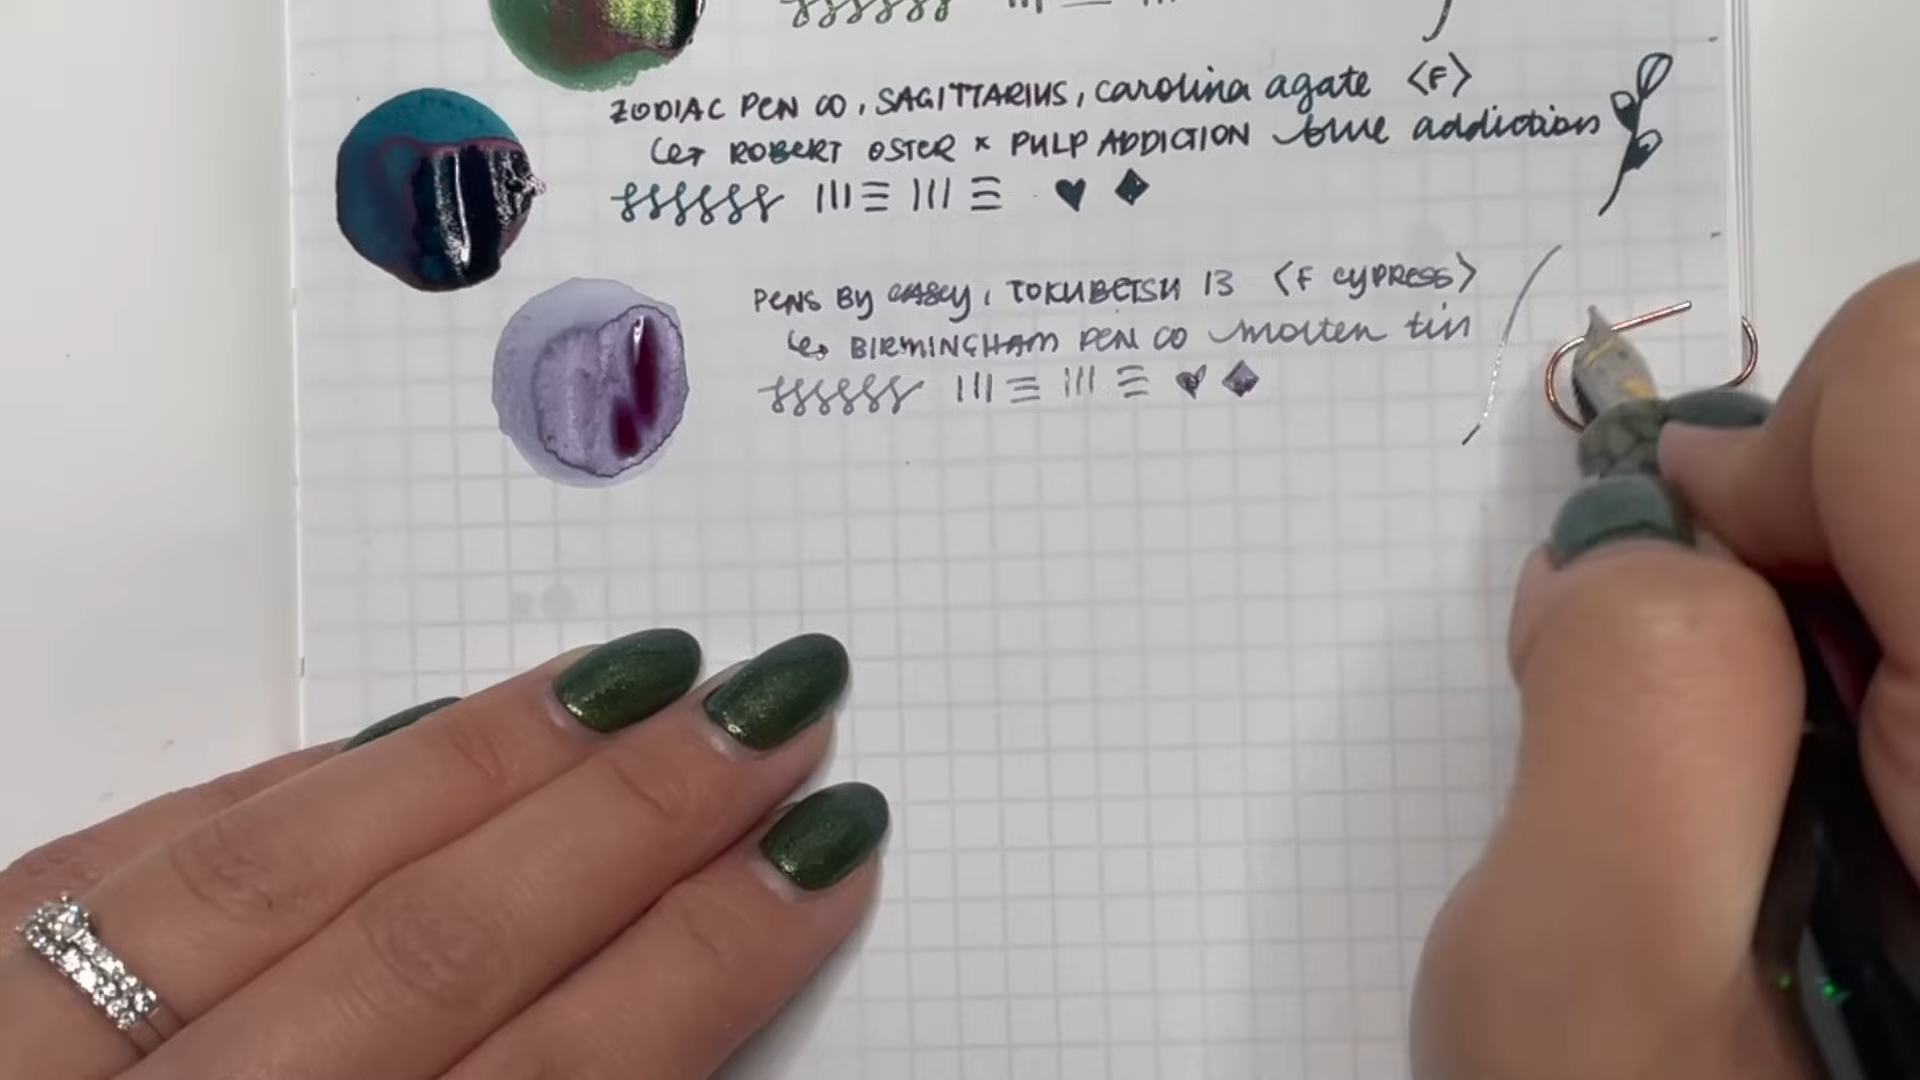 ZODIAC PEN CO, SAGITTARIUS, carolina agate <F>
ROBERT OSTER x PULP ADDICTION blue addiction
PENS BY CASEY, TOKUBETSU 13 <F CYPRESS>
BIRMINGHAM PEN CO molten tin